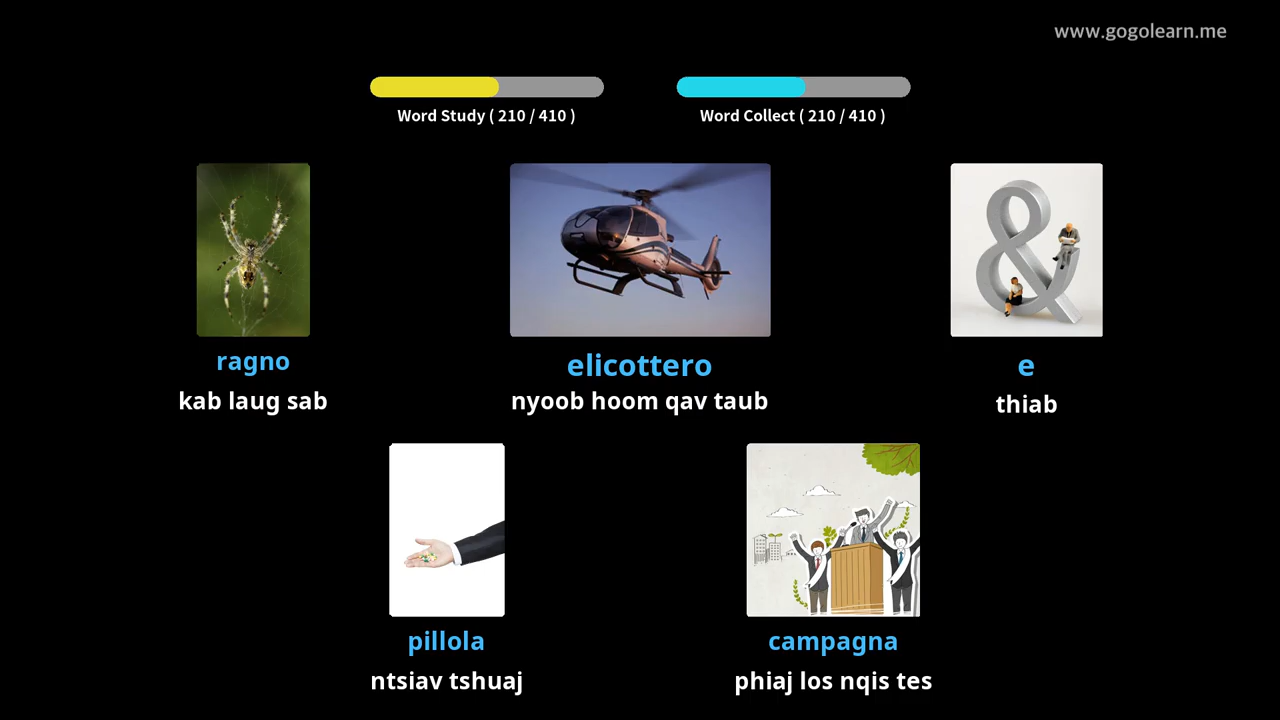 www.gogolearn.me
Word Study ( 210 / 410 )
Word Collect ( 210 / 410 )
ragno
elicottero
e
kab laug sab
nyoob hoom qav taub
thiab
&
pillola
campagna
ntsiav tshuaj
phiaj los nqis tes